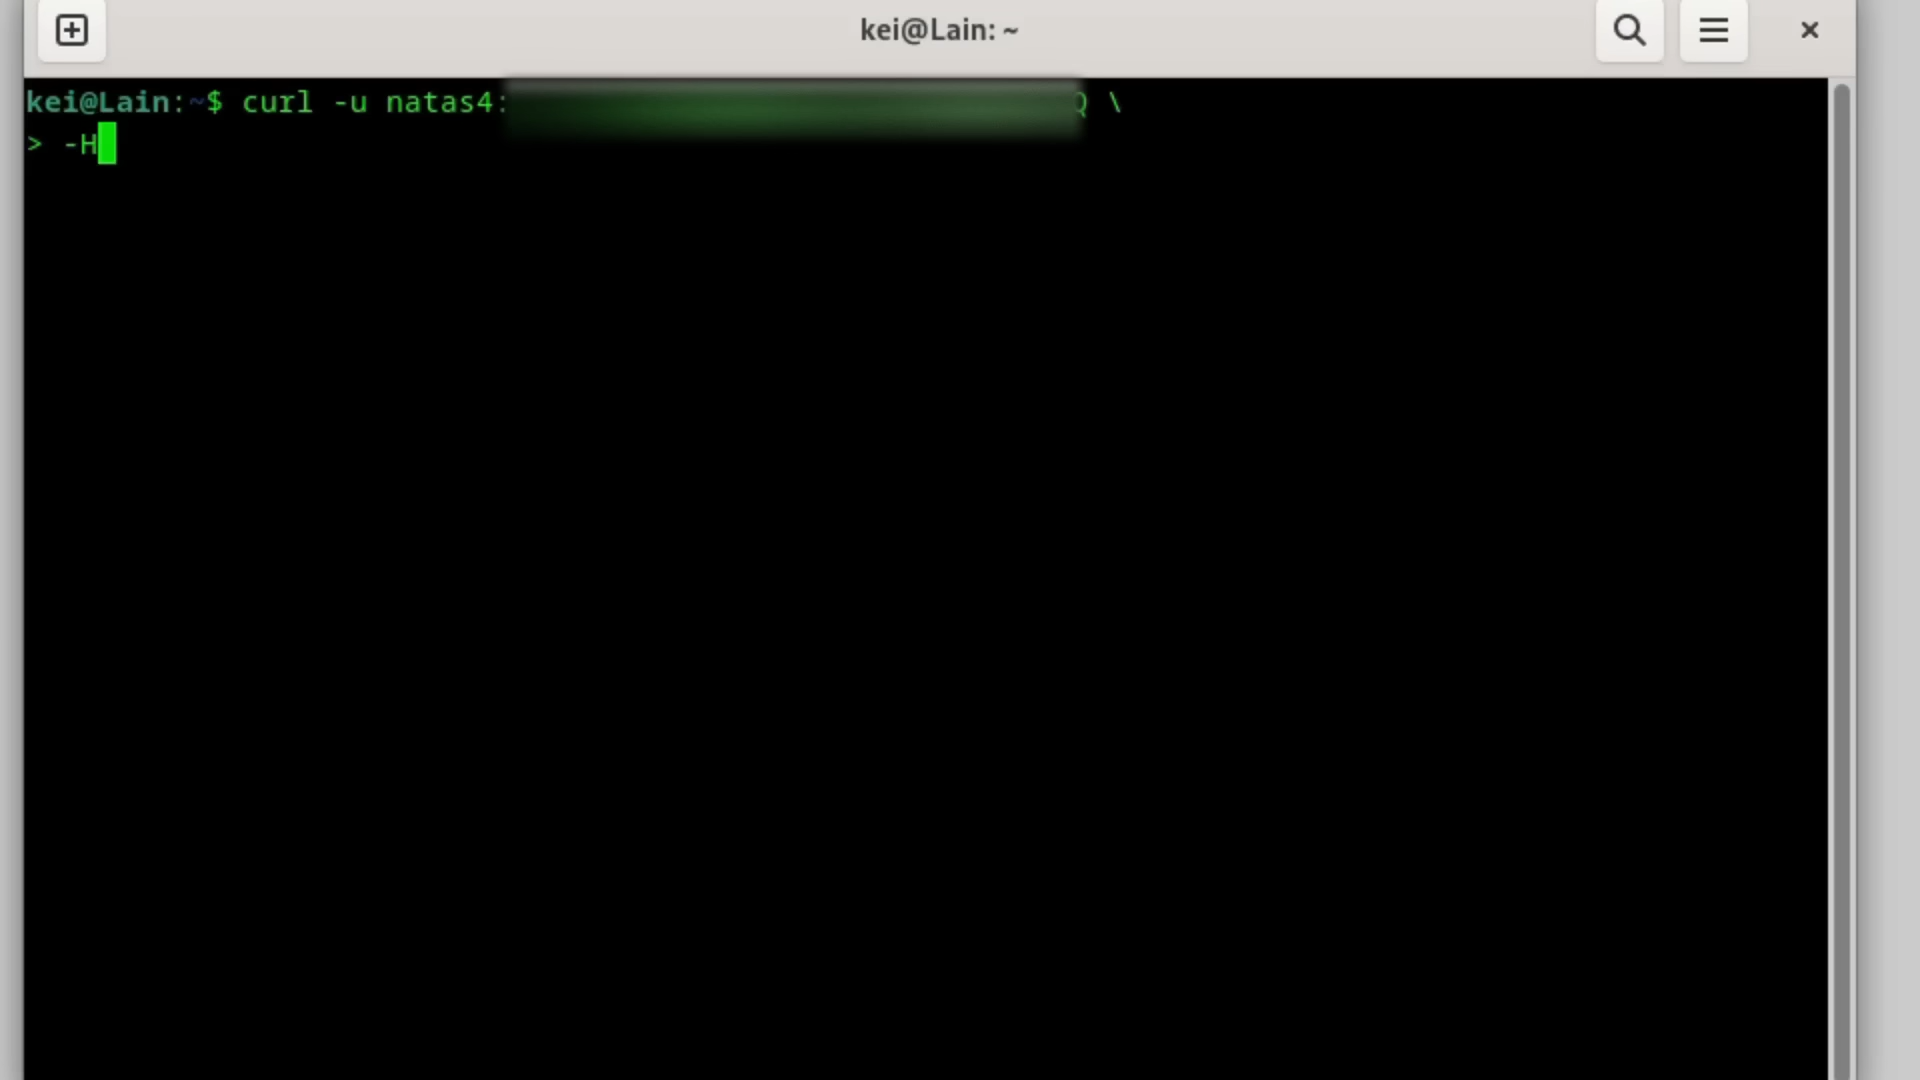 kei@Lain: ~
kei@Lain:~$ curl -u natas4: Q \
> -H